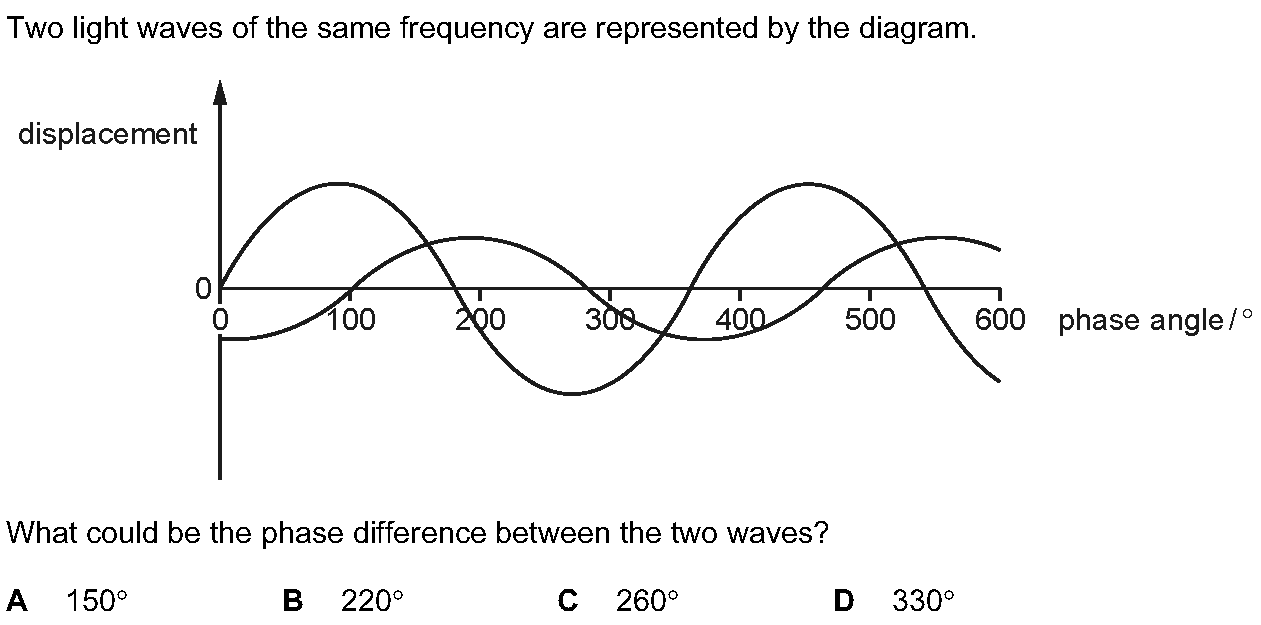 Two light waves of the same frequency are represented by the diagram.
displacement
0
0 100 200 300 400 500 600 phase angle / °
What could be the phase difference between the two waves?
A 150° B 220° C 260° D 330°